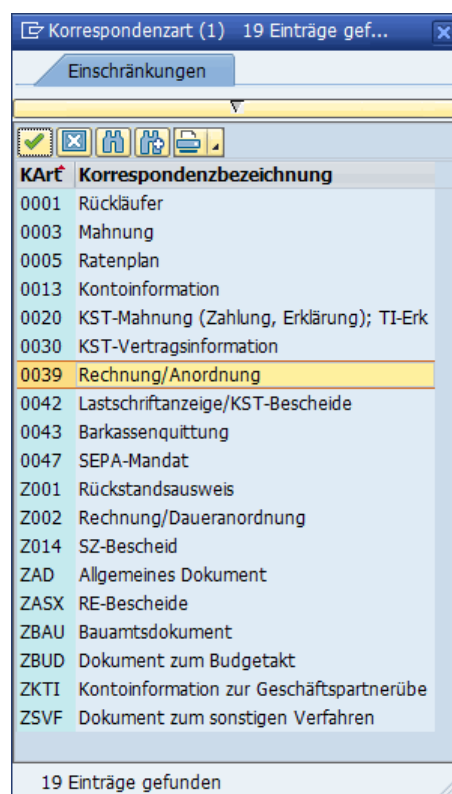 Korrespondenzart (1) 19 Einträge gef...
Einschränkungen
KArt Korrespondenzbezeichnung
0001 Rückläufer
0003 Mahnung
0005 Ratenplan
0013 Kontoinformation
0020 KST-Mahnung (Zahlung, Erklärung); TI-Erk
0030 KST-Vertragsinformation
0039 Rechnung/Anordnung
0042 Lastschriftanzeige/KST-Bescheide
0043 Barkassenquittung
0047 SEPA-Mandat
Z001 Rückstandsausweis
Z002 Rechnung/Daueranordnung
Z014 SZ-Bescheid
ZAD Allgemeines Dokument
ZASX RE-Bescheide
ZBAU Bauamtsdokument
ZBUD Dokument zum Budgetakt
ZKTI Kontoinformation zur Geschäftspartnerübe
ZSVF Dokument zum sonstigen Verfahren
19 Einträge gefunden